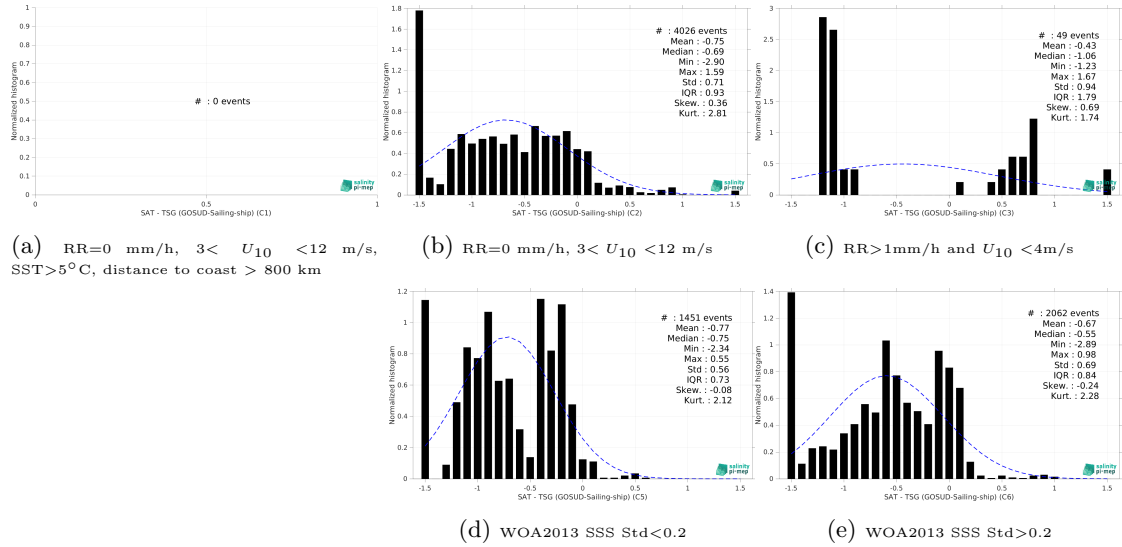 1
0.9
0.8
0.7
0.6
0.5
0.4
0.3
0.2
0.1
0
Normalized histogram
# : 0 events
salinity
pi-mep
0 0.5 1
SAT - TSG (GOSUD-Sailing-ship) (C1)
(a) RR=0 mm/h, 3< U10 <12 m/s,
SST>5°C, distance to coast > 800 km
1.8
1.6
1.4
1.2
1
0.8
0.6
0.4
0.2
0.0
Normalized histogram
# : 4026 events
Mean : -0.75
Median : -0.69
Min : -2.90
Max : 1.59
Std : 0.71
IQR : 0.93
Skew. : 0.36
Kurt. : 2.81
salinity
pi-mep
-1.5 -1 -0.5 0 0.5 1 1.5
SAT - TSG (GOSUD-Sailing-ship) (C2)
(b) RR=0 mm/h, 3< U10 <12 m/s
3
2.5
2
1.5
1
0.5
0
Normalized histogram
# : 49 events
Mean : -0.43
Median : -1.06
Min : -1.23
Max : 1.67
Std : 0.94
IQR : 1.79
Skew. : 0.69
Kurt. : 1.74
salinity
pi-mep
-1.5 -1 -0.5 0 0.5 1 1.5
SAT - TSG (GOSUD-Sailing-ship) (C3)
(c) RR>1mm/h and U10 <4m/s
1.2
1
0.8
0.6
0.4
0.2
0
Normalized histogram
# : 1451 events
Mean : -0.77
Median : -0.75
Min : -2.34
Max : 0.55
Std : 0.56
IQR : 0.73
Skew. : -0.08
Kurt. : 2.12
salinity
pi-mep
-1.5 -1 -0.5 0 0.5 1 1.5
SAT - TSG (GOSUD-Sailing-ship) (C5)
(d) WOA2013 SSS Std<0.2
1.4
1.2
1
0.8
0.6
0.4
0.2
0
Normalized histogram
# : 2062 events
Mean : -0.67
Median : -0.55
Min : -2.89
Max : 0.98
Std : 0.69
IQR : 0.84
Skew. : -0.24
Kurt. : 2.28
salinity
pi-mep
-1.5 -1 -0.5 0 0.5 1 1.5
SAT - TSG (GOSUD-Sailing-ship) (C6)
(e) WOA2013 SSS Std>0.2